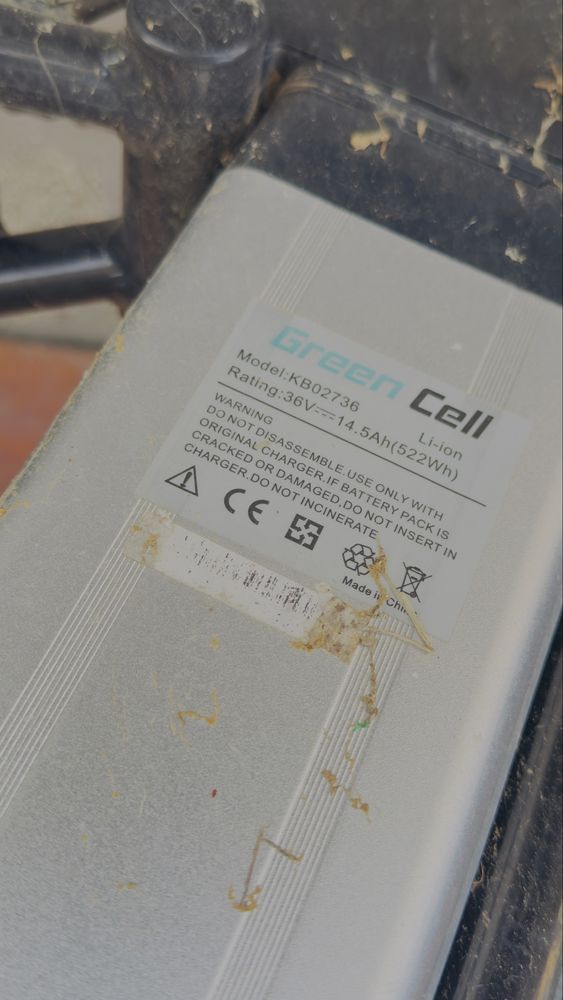 Green Cell
Model:KB02736
Li-ion
Rating:36V⎓14.5Ah(522Wh)
WARNING
DO NOT DISASSEMBLE.USE ONLY WITH
ORIGINAL CHARGER.IF BATTERY PACK IS
CRACKED OR DAMAGED,DO NOT INSERT IN
CHARGER.DO NOT INCINERATE
CE
Made in China